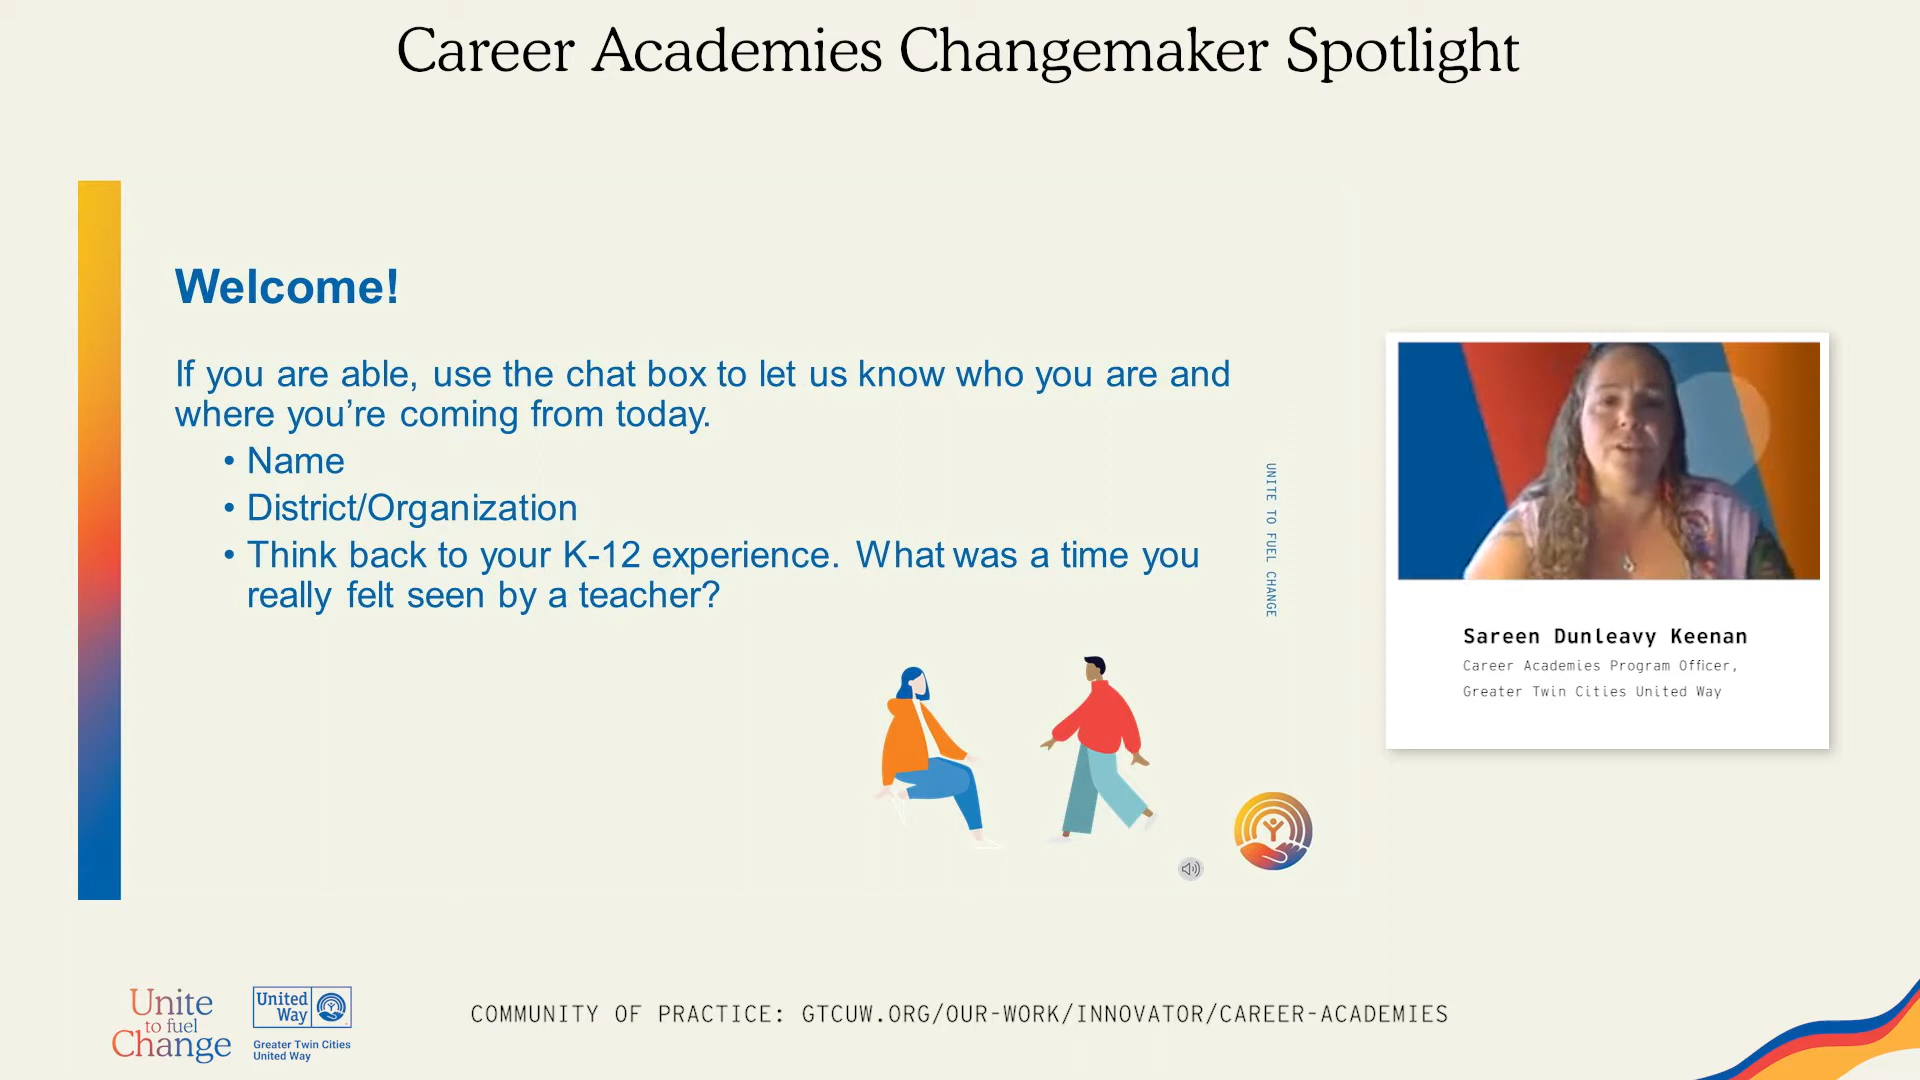 Career Academies Changemaker Spotlight
Welcome!
If you are able, use the chat box to let us know who you are and
where you’re coming from today.
• Name
• District/Organization
• Think back to your K-12 experience. What was a time you
really felt seen by a teacher?
UNITE TO FUEL CHANGE
Sareen Dunleavy Keenan
Career Academies Program Officer,
Greater Twin Cities United Way
Unite
to fuel
Change
United
Way
Greater Twin Cities
United Way
COMMUNITY OF PRACTICE: GTCUW.ORG/OUR-WORK/INNOVATOR/CAREER-ACADEMIES